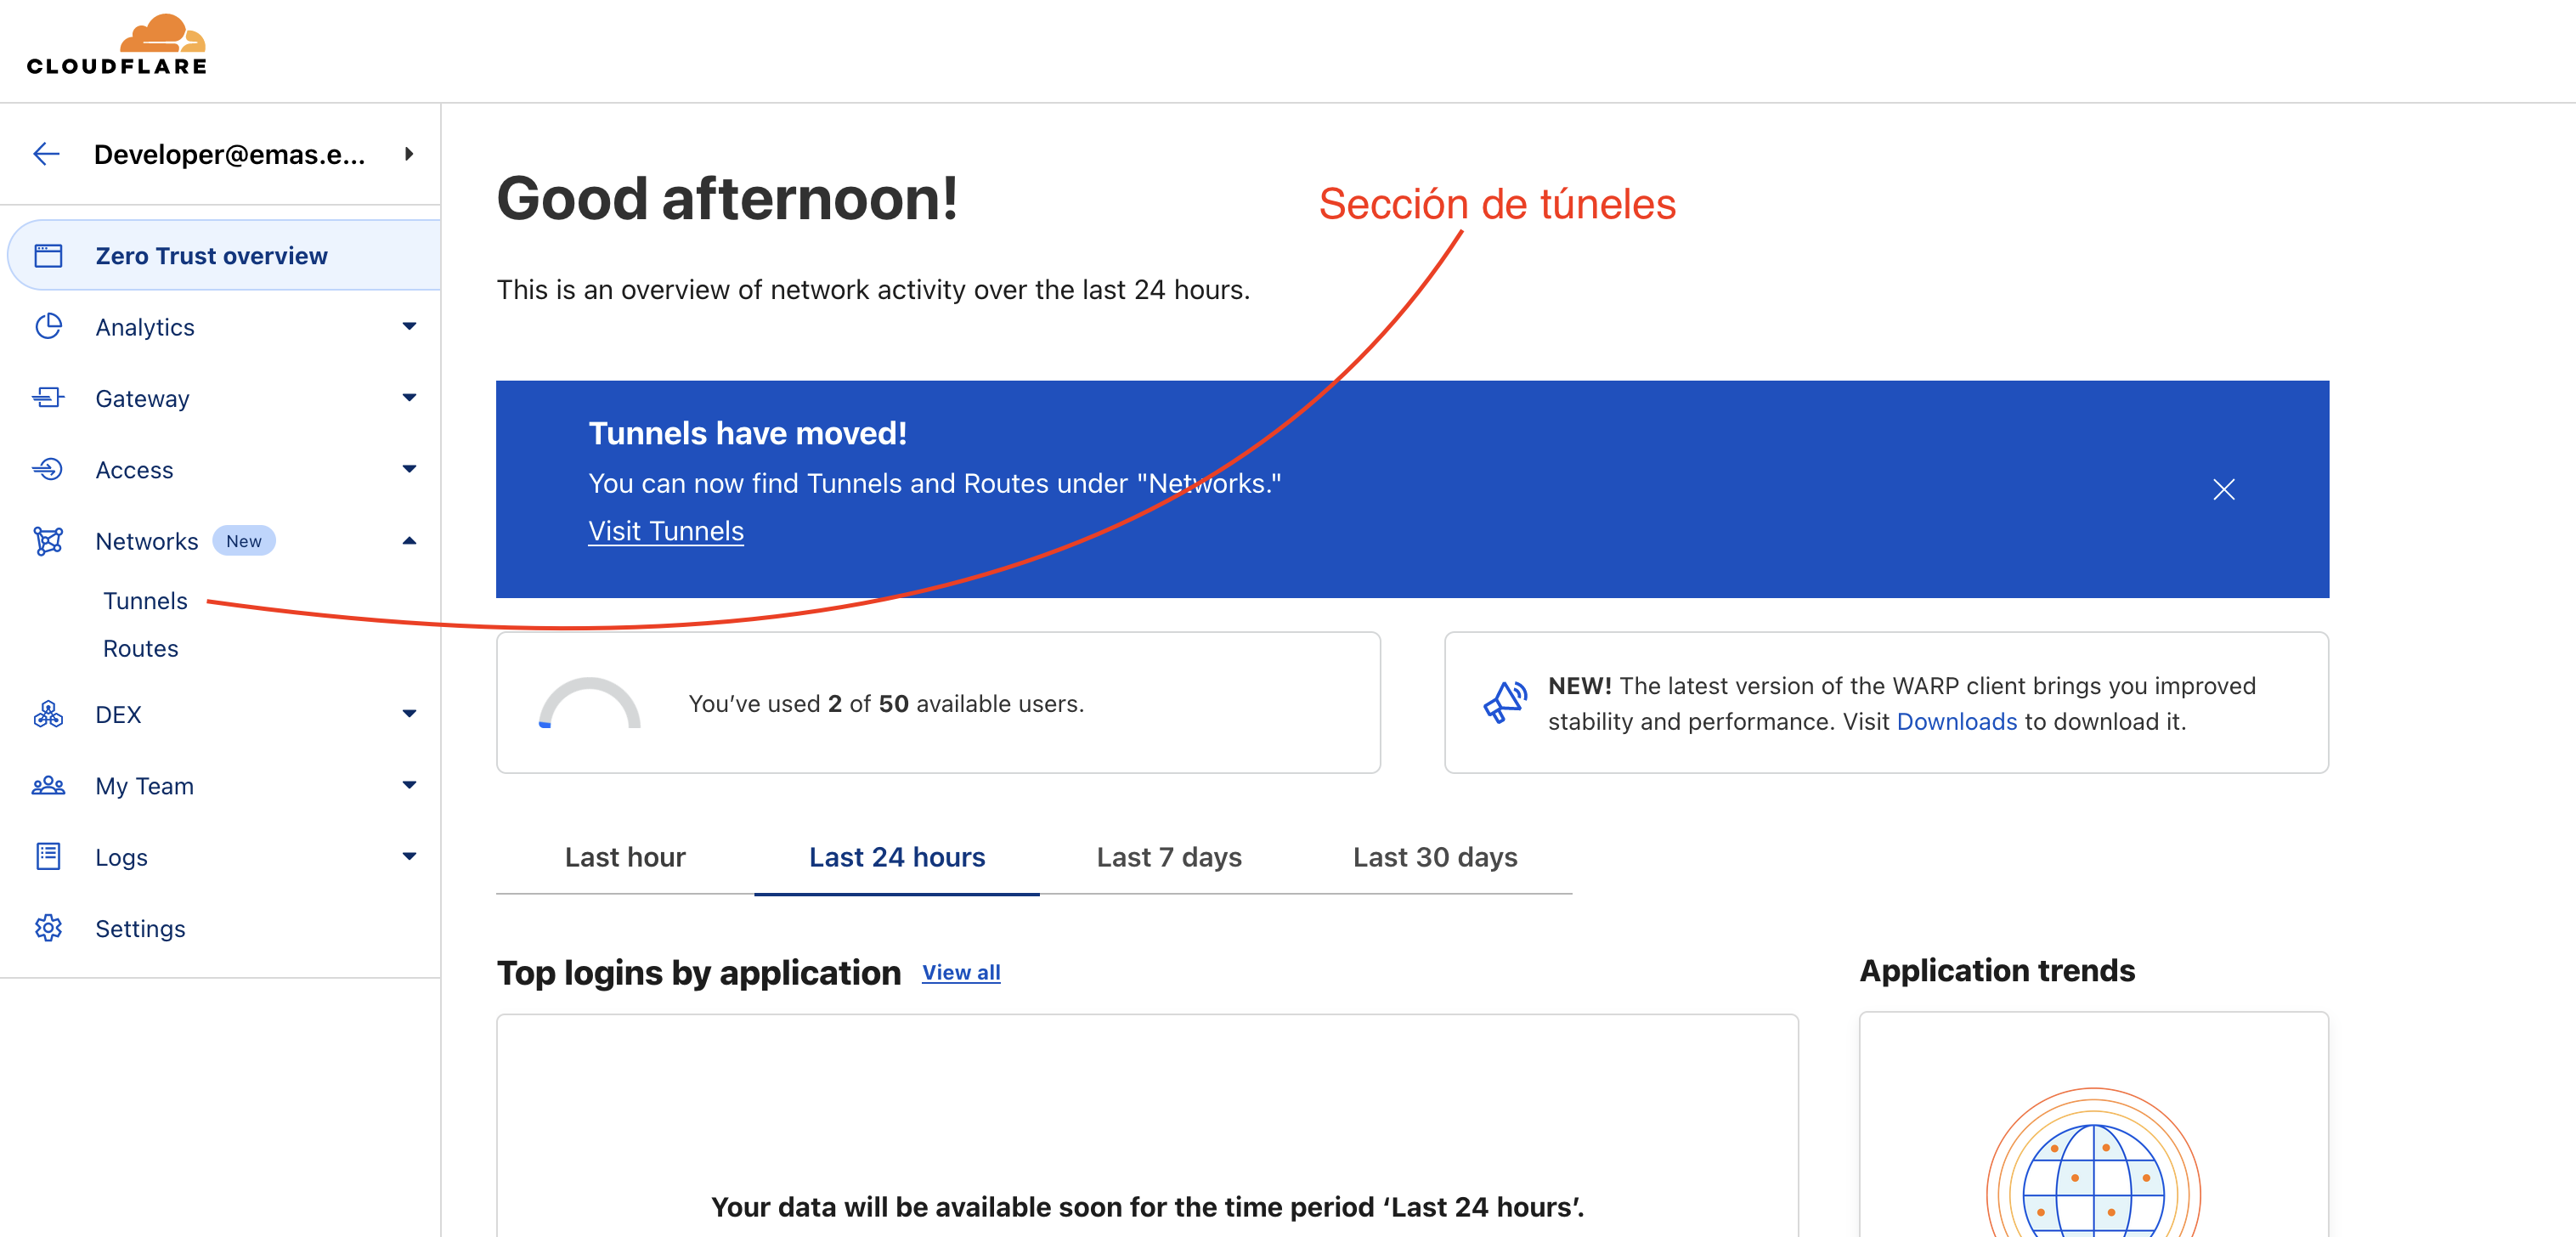 CLOUDFLARE
Developer@emas.e...
Zero Trust overview
Analytics
Gateway
Access
Networks New
Tunnels
Routes
DEX
My Team
Logs
Settings
Good afternoon!
Sección de túneles
This is an overview of network activity over the last 24 hours.
Tunnels have moved!
You can now find Tunnels and Routes under "Networks."
Visit Tunnels
You’ve used 2 of 50 available users.
NEW! The latest version of the WARP client brings you improved
stability and performance. Visit Downloads to download it.
Last hour
Last 24 hours
Last 7 days
Last 30 days
Top logins by application View all
Your data will be available soon for the time period ‘Last 24 hours’.
Application trends